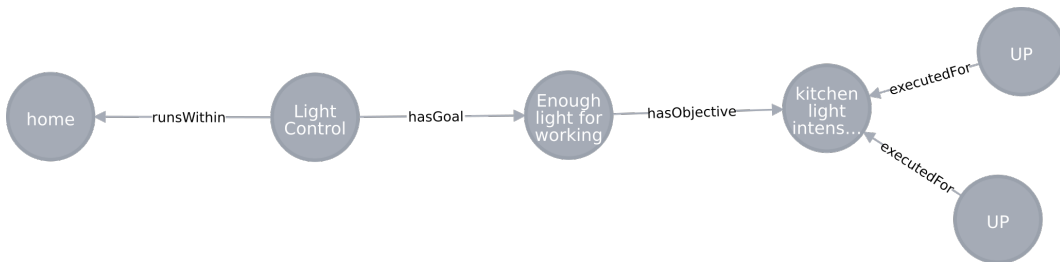 home
runsWithin
Light
Control
hasGoal
Enough
light for
working
hasObjective
kitchen
light
intens...
executedFor
UP
executedFor
UP